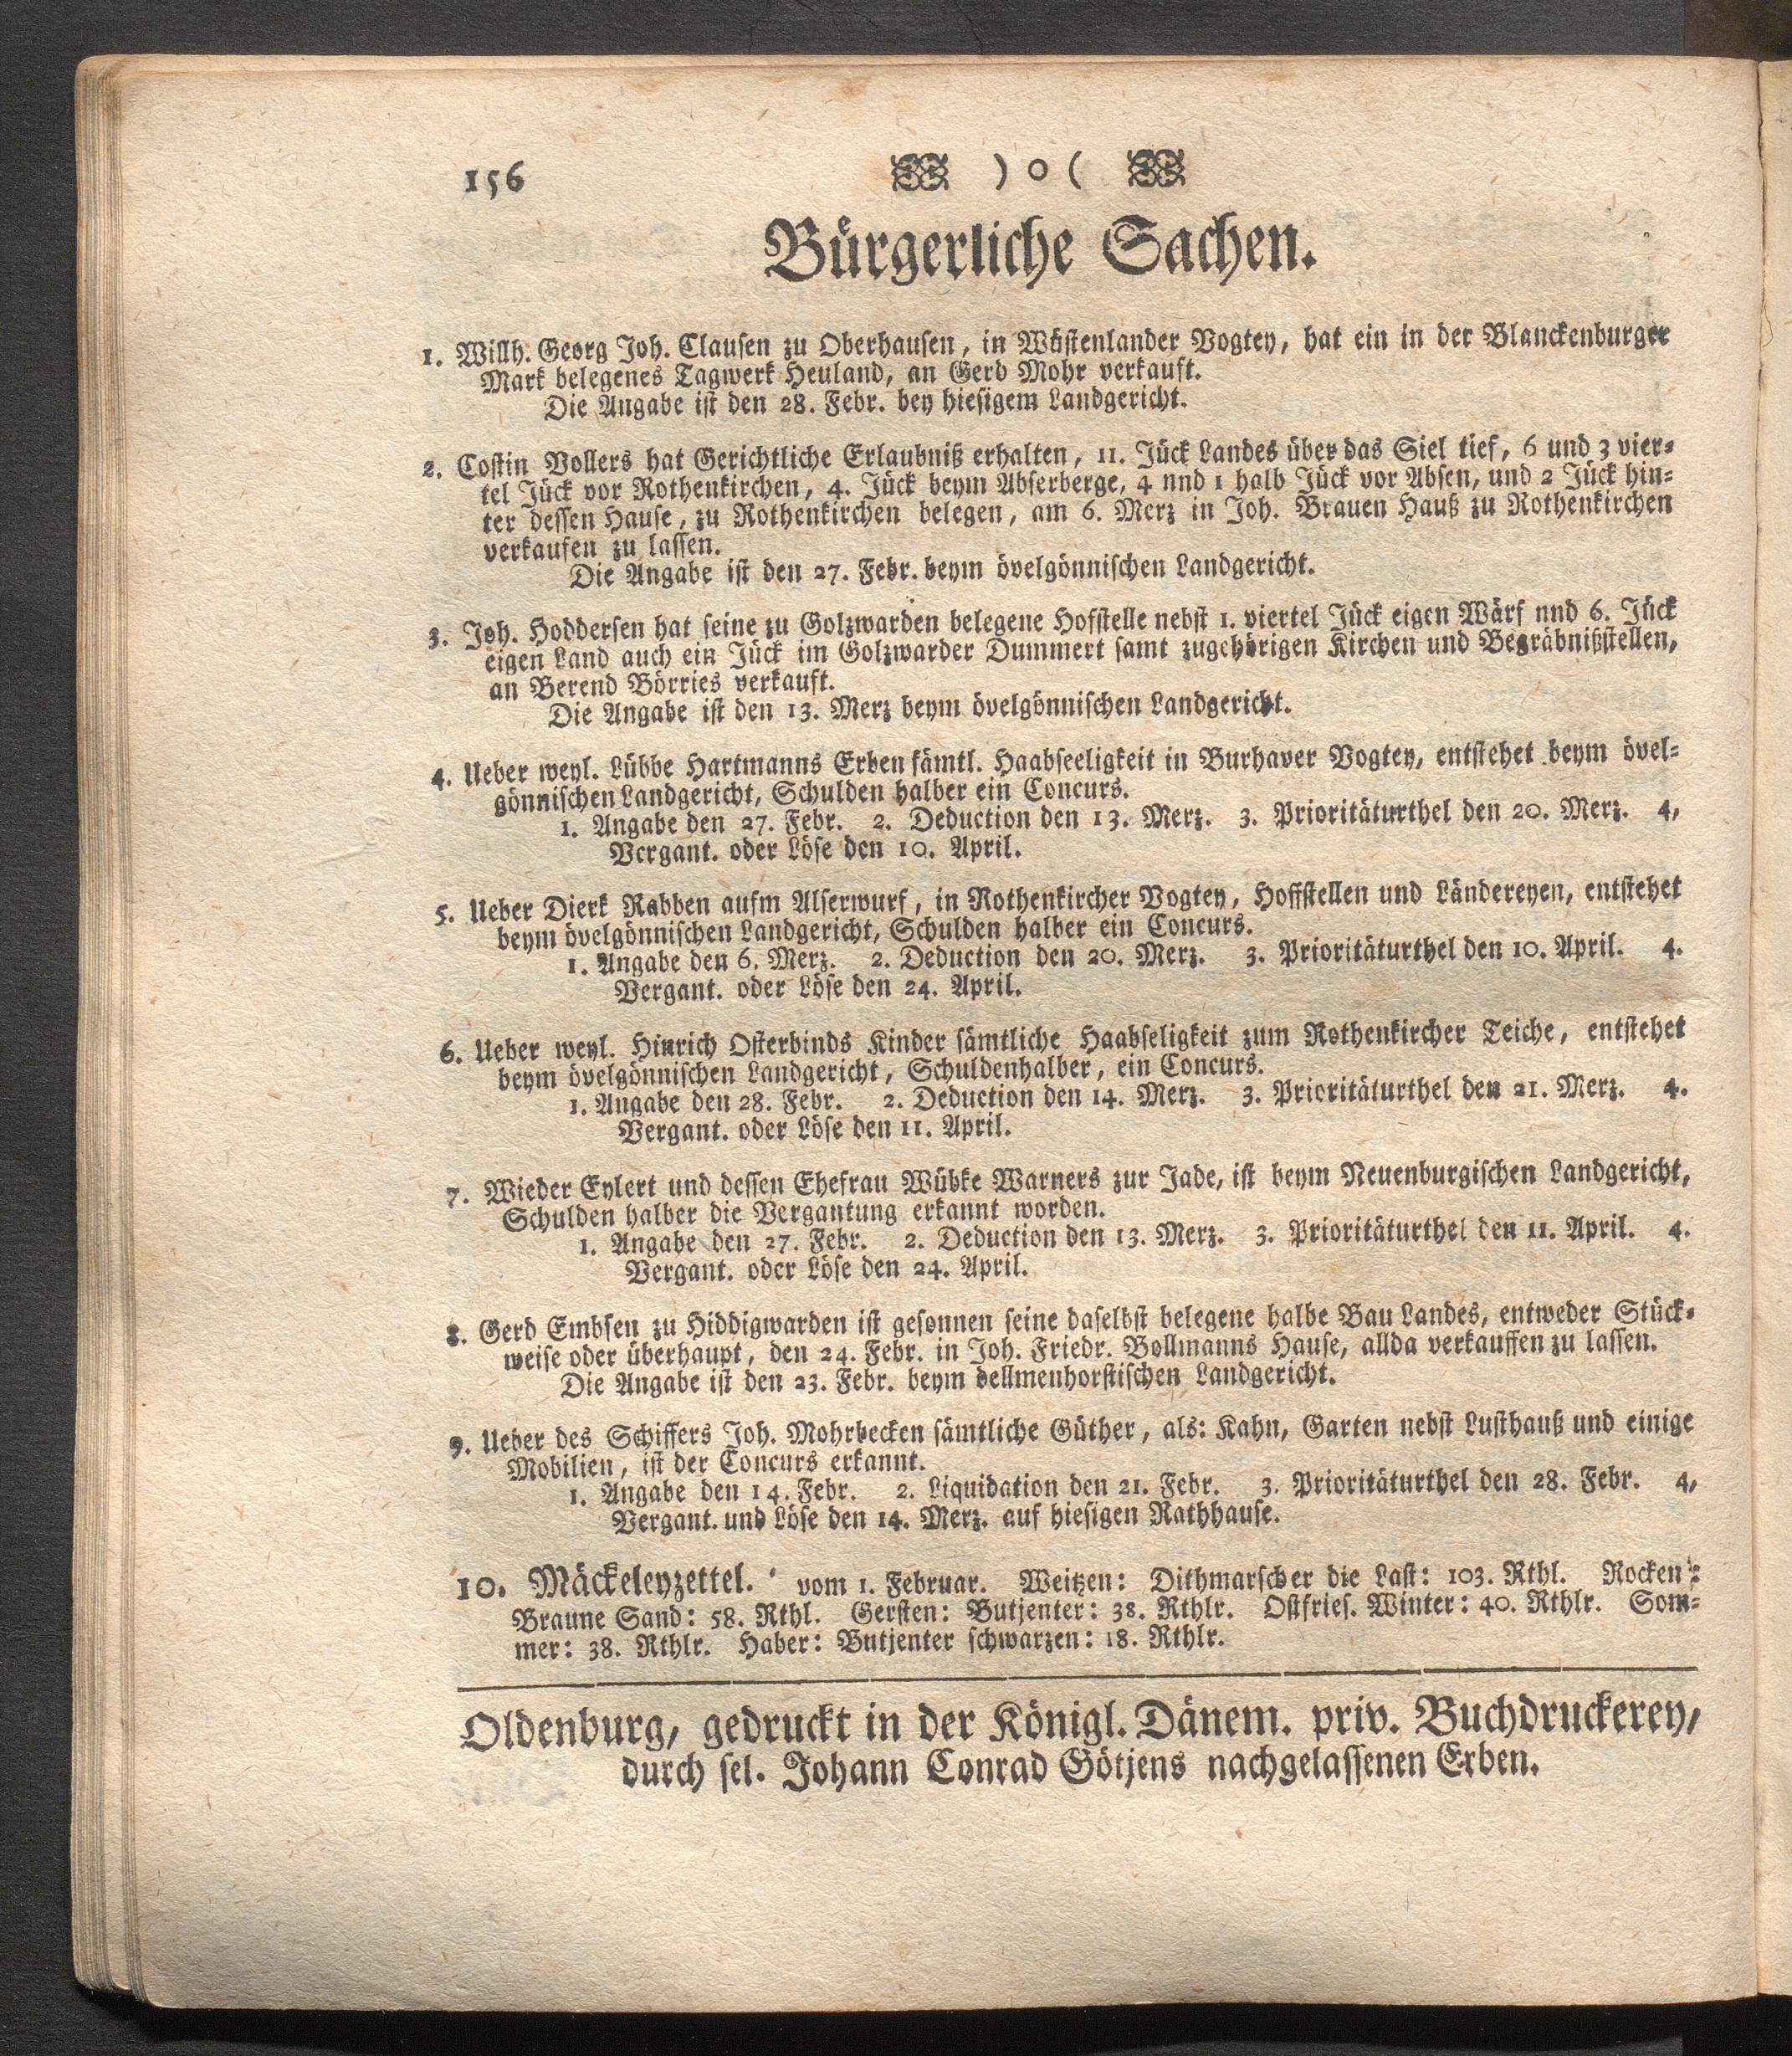 156 ) o (
Bürgerliche Sachen.
1. Willh. Georg Joh. Clausen zu Oberhausen, in Wüstenlander Vogtey, hat ein in der Blanckenburger
Mark belegenes Tagwerk Heuland, an Gerd Mohr verkauft.
Die Angabe ist den 28. Febr. bey hiesigem Landgericht.
2. Costin Vollers hat Gerichtliche Erlaubniß erhalten, 11. Jück Landes über das Siel tief, 6 und 3 vier-
tel Jück vor Rothenkirchen, 4. Jück beym Abserberge, 4 nnd 1 halb Jück vor Absen, und 2 Jück hin-
ter dessen Hause, zu Rothenkirchen belegen, am 6. Merz in Joh. Brauen Hauß zu Rothenkirchen
verkaufen zu lassen.
Die Angabe ist den 27. Febr. beym övelgönnischen Landgericht.
3. Joh. Hoddersen hat seine zu Golzwarden belegene Hofstelle nebst 1. viertel Jück eigen Wärf nnd 6. Jück
eigen Land auch ein Jück im Golzwarder Dummert samt zugehörigen Kirchen und Begräbnißstellen,
an Berend Börries verkauft.
Die Angabe ist den 13. Merz beym övelgönnischen Landgericht.
4. Ueber weyl. Lübbe Hartmanns Erben sämtl. Haabseeligkeit in Burhaver Vogtey, entstehet beym övel-
gönnischen Landgericht, Schulden halber ein Concurs.
1. Angabe den 27. Febr. 2. Deduction den 13. Merz. 3. Prioritäturthel den 20. Merz. 4,
Vergant. oder Löse den 10. April.
5. Ueber Dierk Rabben aufm Alserwurf, in Rothenkircher Vogtey, Hoffstellen und Ländereyen, entstehet
beym övelgönnischen Landgericht, Schulden halber ein Concurs.
1. Angabe den 6. Merz. 2. Deduction den 20. Merz. 3. Prioritäturthel den 10. April. 4.
Vergant. oder Löse den 24. April.
6. Ueber weyl. Hinrich Osterbinds Kinder sämtliche Haabseligkeit zum Rothenkircher Teiche, entstehet
beym övelgönnischen Landgericht, Schuldenhalber, ein Concurs.
1. Angabe den 28. Febr. 2. Deduction den 14. Merz. 3. Prioritäturthel den 21. Merz. 4.
Vergant. oder Löse den 11. April.
7. Wieder Eylert und dessen Ehefrau Wübke Warners zur Jade, ist beym Neuenburgischen Landgericht,
Schulden halber die Vergantung erkannt worden.
1. Angabe den 27. Febr. 2. Deduction den 13. Merz. 3. Prioritäturthel den 11. April. 4.
Vergant. oder Löse den 24. April.
8. Gerd Embsen zu Hiddigwarden ist gesonnen seine daselbst belegene halbe Bau Landes, entweder Stück-
weise oder überhaupt, den 24. Febr. in Joh. Friedr. Bollmanns Hause, allda verkauffen zu lassen.
Die Angabe ist den 23. Febr. beym dellmenhorstischen Landgericht.
9. Ueber des Schiffers Joh. Mohrbecken sämtliche Güther, als: Kahn, Garten nebst Lusthauß und einige
Mobilien, ist der Concurs erkannt.
1. Angabe den 14. Febr. 2. Liquidation den 21. Febr. 3. Prioritäturthel den 28. Febr. 4,
Vergant. und Löse den 14. Merz. auf hiesigen Rathhause.
10. Mäckeleyzettel. vom 1. Februar. Weitzen: Dithmarscher die Last: 103. Rthl. Rocken:
Braune Sand: 58. Rthl. Gersten: Butjenter: 38. Rthlr. Ostfries. Winter: 40. Rthlr. Som-
mer: 38. Rthlr. Haber: Butjenter schwarzen: 18. Rthlr.
Oldenburg, gedruckt in der Königl. Dänem. priv. Buchdruckerey,
durch sel. Johann Conrad Götjens nachgelassenen Erben.